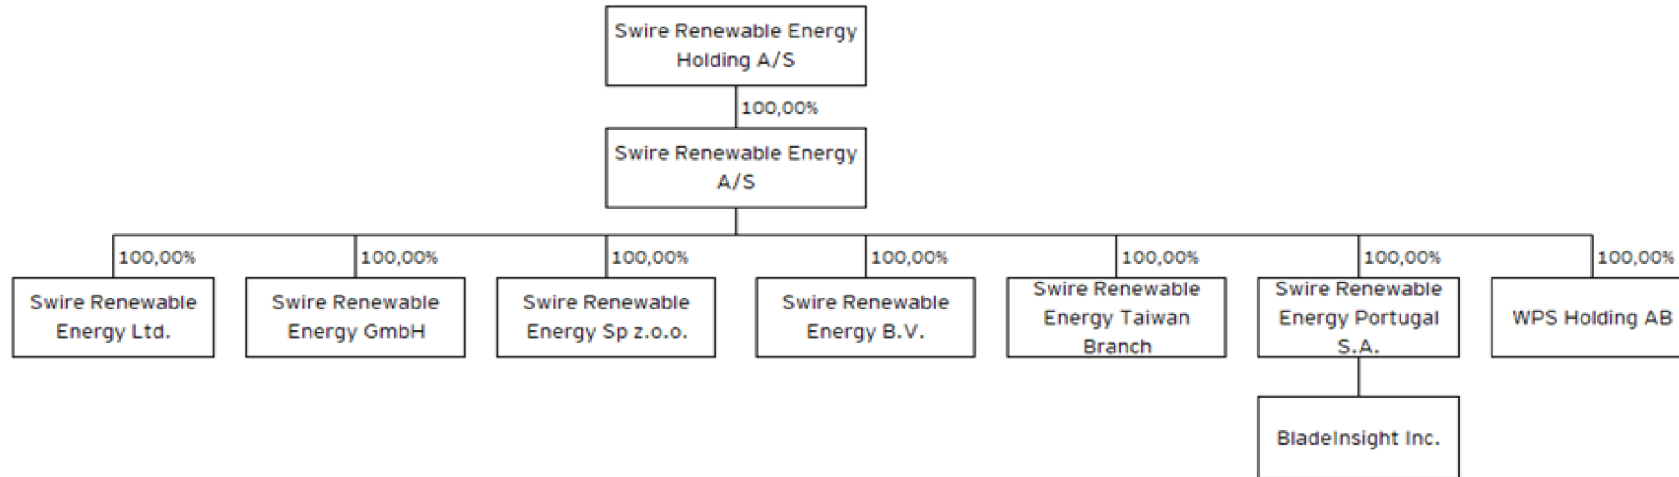 Swire Renewable Energy
Holding A/S
100,00%
Swire Renewable Energy
A/S
100,00%
100,00%
100,00%
100,00%
100,00%
100,00%
100,00%
Swire Renewable
Energy Ltd.
Swire Renewable
Energy GmbH
Swire Renewable
Energy Sp z.o.o.
Swire Renewable
Energy B.V.
Swire Renewable
Energy Taiwan
Branch
Swire Renewable
Energy Portugal
S.A.
WPS Holding AB
BladeInsight Inc.